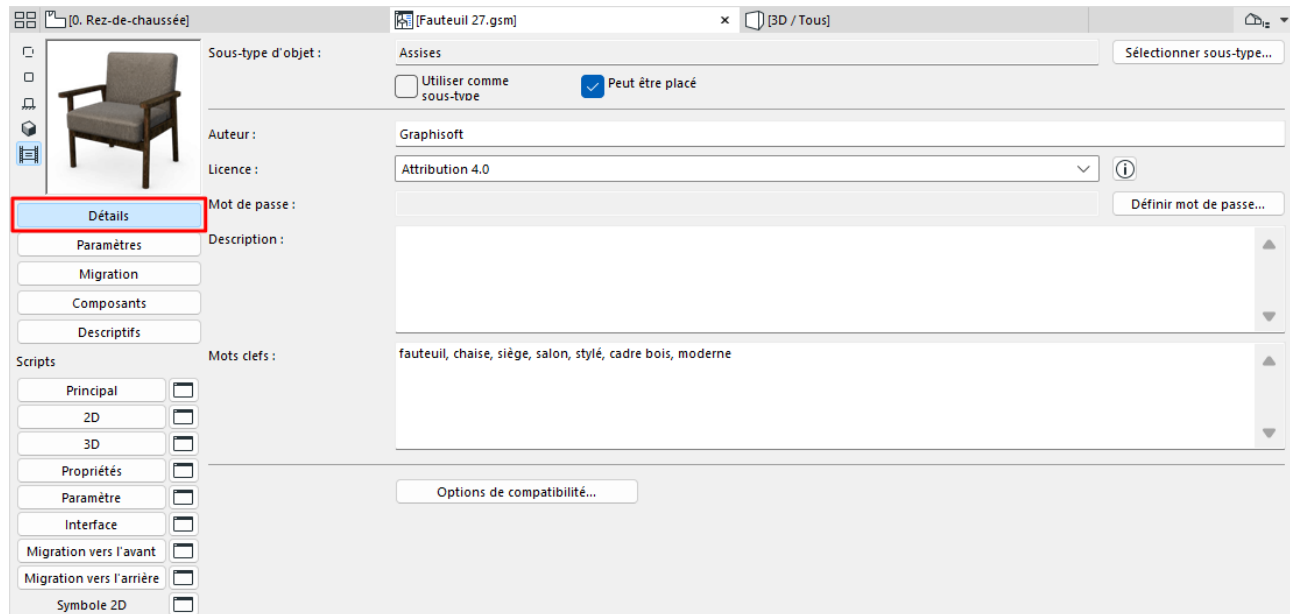 [0. Rez-de-chaussée]
[Fauteuil 27.gsm]
[3D / Tous]
Sous-type d'objet :
Assises
Sélectionner sous-type...
Utiliser comme
sous-type
Peut être placé
Auteur :
Graphisoft
Licence :
Attribution 4.0
Mot de passe :
Définir mot de passe...
Description :
Mots clefs :
fauteuil, chaise, siège, salon, stylé, cadre bois, moderne
Options de compatibilité...
Détails
Paramètres
Migration
Composants
Descriptifs
Scripts
Principal
2D
3D
Propriétés
Paramètre
Interface
Migration vers l'avant
Migration vers l'arrière
Symbole 2D